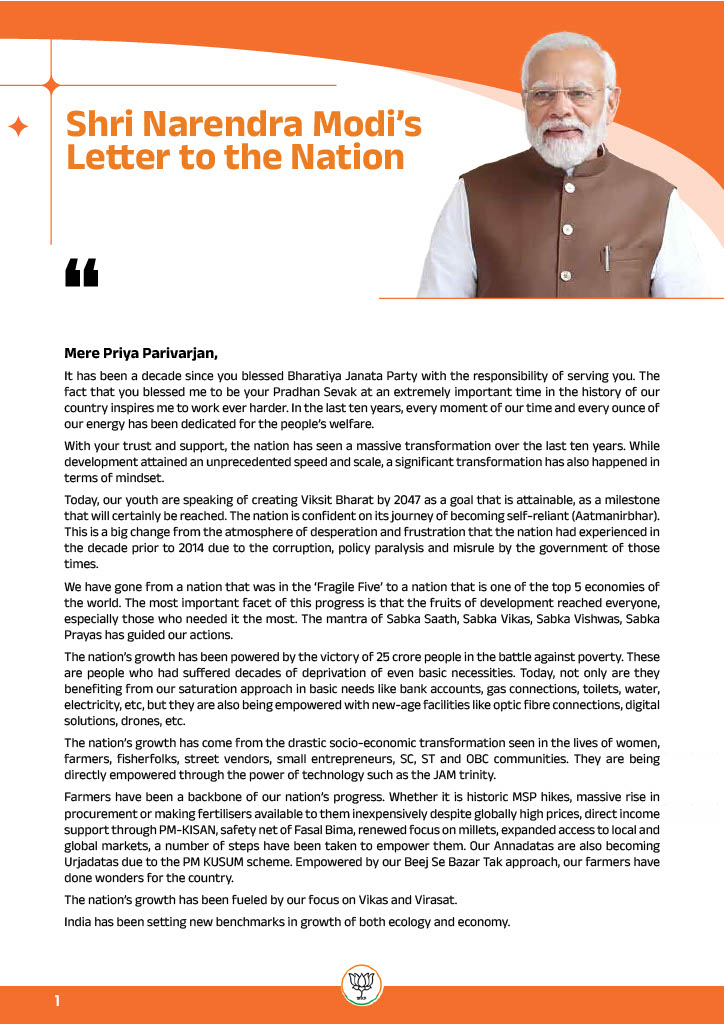 Shri Narendra Modi’s
Letter to the Nation
“
Mere Priya Parivarjan,
It has been a decade since you blessed Bharatiya Janata Party with the responsibility of serving you. The
fact that you blessed me to be your Pradhan Sevak at an extremely important time in the history of our
country inspires me to work ever harder. In the last ten years, every moment of our time and every ounce of
our energy has been dedicated for the people’s welfare.
With your trust and support, the nation has seen a massive transformation over the last ten years. While
development attained an unprecedented speed and scale, a significant transformation has also happened in
terms of mindset.
Today, our youth are speaking of creating Viksit Bharat by 2047 as a goal that is attainable, as a milestone
that will certainly be reached. The nation is confident on its journey of becoming self-reliant (Aatmanirbhar).
This is a big change from the atmosphere of desperation and frustration that the nation had experienced in
the decade prior to 2014 due to the corruption, policy paralysis and misrule by the government of those
times.
We have gone from a nation that was in the ‘Fragile Five’ to a nation that is one of the top 5 economies of
the world. The most important facet of this progress is that the fruits of development reached everyone,
especially those who needed it the most. The mantra of Sabka Saath, Sabka Vikas, Sabka Vishwas, Sabka
Prayas has guided our actions.
The nation’s growth has been powered by the victory of 25 crore people in the battle against poverty. These
are people who had suffered decades of deprivation of even basic necessities. Today, not only are they
benefiting from our saturation approach in basic needs like bank accounts, gas connections, toilets, water,
electricity, etc, but they are also being empowered with new-age facilities like optic fibre connections, digital
solutions, drones, etc.
The nation’s growth has come from the drastic socio-economic transformation seen in the lives of women,
farmers, fisherfolks, street vendors, small entrepreneurs, SC, ST and OBC communities. They are being
directly empowered through the power of technology such as the JAM trinity.
Farmers have been a backbone of our nation’s progress. Whether it is historic MSP hikes, massive rise in
procurement or making fertilisers available to them inexpensively despite globally high prices, direct income
support through PM-KISAN, safety net of Fasal Bima, renewed focus on millets, expanded access to local and
global markets, a number of steps have been taken to empower them. Our Annadatas are also becoming
Urjadatas due to the PM KUSUM scheme. Empowered by our Beej Se Bazar Tak approach, our farmers have
done wonders for the country.
The nation’s growth has been fueled by our focus on Vikas and Virasat.
India has been setting new benchmarks in growth of both ecology and economy.
1